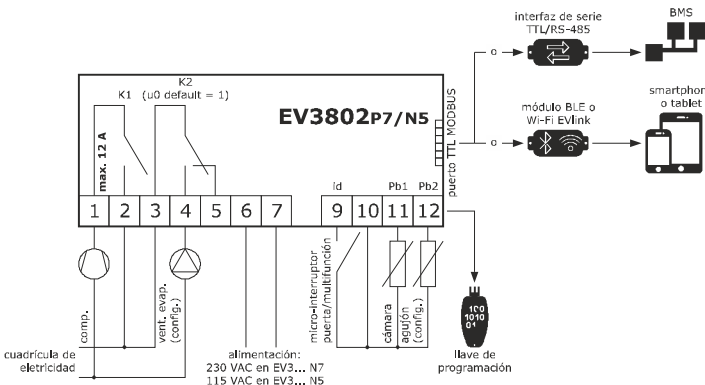 interfaz de serie
TTL/RS-485
BMS
o
K2
K1 (u0 default = 1)
EV3802P7/N5
max. 12 A
puerto TTL MODBUS
módulo BLE o
Wi-Fi EVlink
o
smartphon
o tablet
id Pb1 Pb2
1 2 3 4 5 6 7 9 10 11 12
comp.
vent. evap.
(config.)
micro-interruptor
puerta/multifunción
cámara
agujón
(config.)
100
1010
01
cuadrícula de
eletricidad
alimentación:
230 VAC en EV3... N7
115 VAC en EV3... N5
llave de
programación